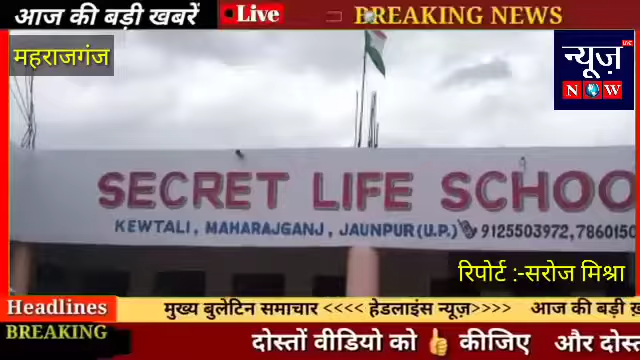 आज की बड़ी खबरें
Live
BREAKING NEWS
महराजगंज
न्यूज़
LIVE
NOW
SECRET LIFE SCHOO
KEWTALI, MAHARAJGANJ, JAUNPUR (U.P.) 9125503972, 7860150
रिपोर्ट :-सरोज मिश्रा
Headlines
मुख्य बुलेटिन समाचार <<<< हेडलाइंस न्यूज़>>>> आज की बड़ी ख़
BREAKING
दोस्तों वीडियो को 👍 कीजिए और दोस्